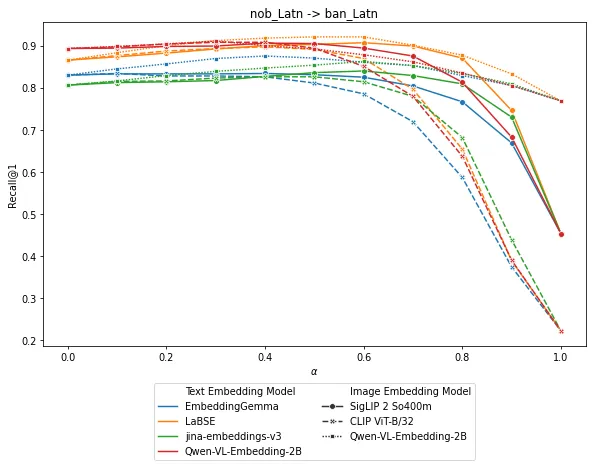 nob_Latn -> ban_Latn
Recall@1
0.9
0.8
0.7
0.6
0.5
0.4
0.3
0.2
0.0 0.2 0.4 0.6 0.8 1.0
α
Text Embedding Model Image Embedding Model
EmbeddingGemma SigLIP 2 So400m
LaBSE CLIP ViT-B/32
jina-embeddings-v3 Qwen-VL-Embedding-2B
Qwen-VL-Embedding-2B